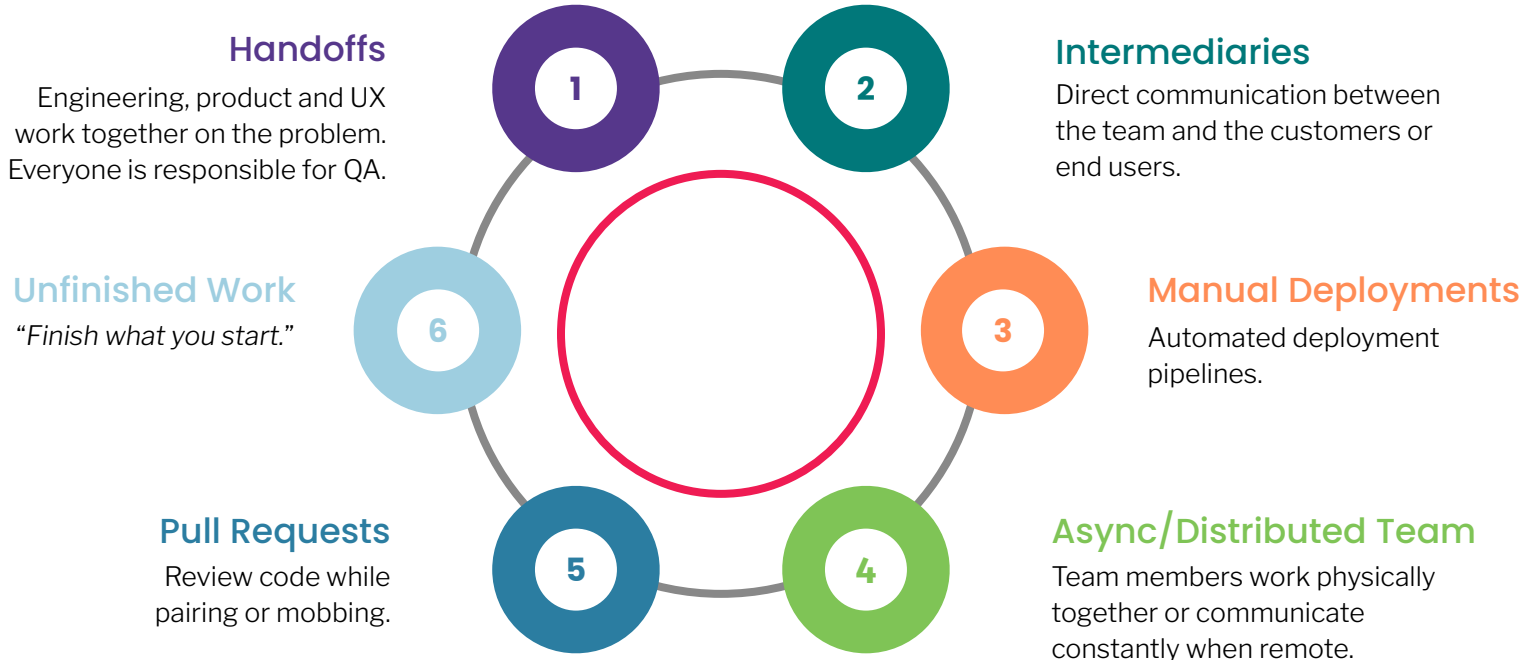 Handoffs
Engineering, product and UX
work together on the problem.
Everyone is responsible for QA.
1
2
Intermediaries
Direct communication between
the team and the customers or
end users.
Unfinished Work
“Finish what you start.”
6
3
Manual Deployments
Automated deployment
pipelines.
Pull Requests
Review code while
pairing or mobbing.
5
4
Async/Distributed Team
Team members work physically
together or communicate
constantly when remote.